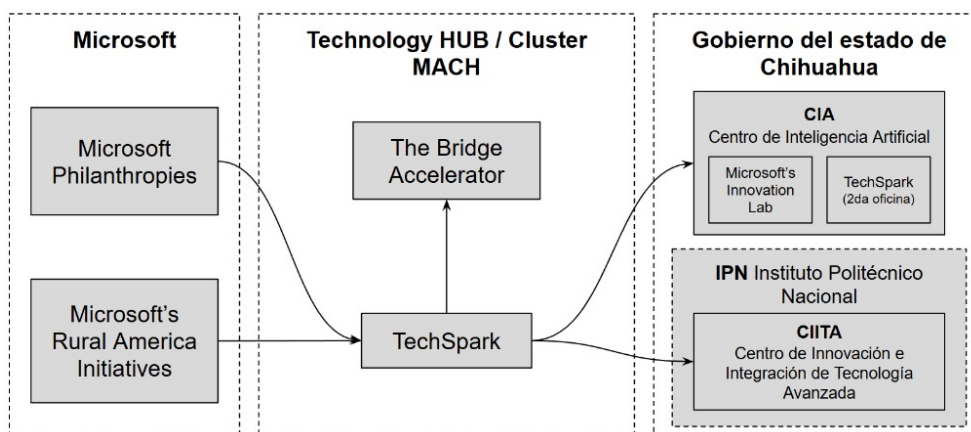 Microsoft
Microsoft
Philanthropies
Microsoft's
Rural America
Initiatives
Technology HUB / Cluster
MACH
The Bridge
Accelerator
TechSpark
Gobierno del estado de
Chihuahua
CIA
Centro de Inteligencia Artificial
Microsoft's
Innovation
Lab
TechSpark
(2da oficina)
IPN Instituto Politécnico
Nacional
CIITA
Centro de Innovación e
Integración de Tecnología
Avanzada